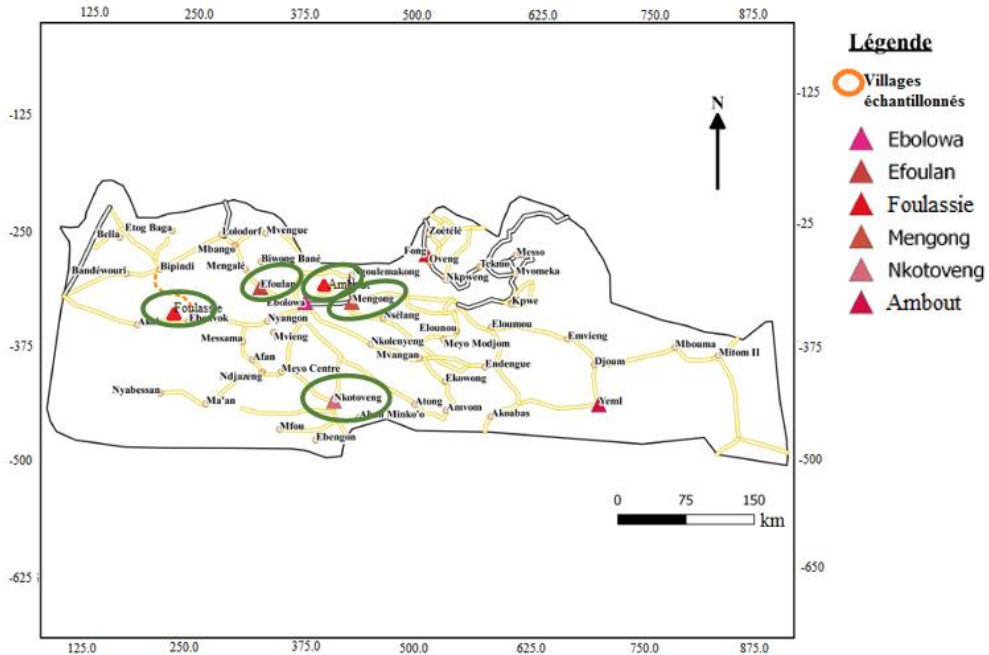 125.0 250.0 375.0 500.0 625.0 750.0 875.0
Légende
Villages
échantillonnés
Ebolowa
Efoulan
Foulassie
Mengong
Nkotoveng
Ambout
N
-125
-250
-375
-500
-625
-125
-25
-375
-500
-650
Bella Etog Baga Lolodorf Mvengue Zoétélé
Mbango Fong Oveng Messo
Bandéwouri Bipindi Mengalé Biwong Bané Ngoulemakong Nkpweng Tekmo Mvomeka
Efoulan Ambout
Foulassie Ebolowa Mengong Kpwe
Nyangon Nsélang Elounou Eloumou
Messama Mvieng Nkolenyeng Meyo Modjom Emvieng Mbouma Mitom II
Afan Mvangan Endengue Djoum
Ndjazeng Meyo Centre Ekowong
Nyabessan Ma'an Nkotoveng Atong Amvom Akoabas Yeml
Minko'o
Mfou
Ebengon
0 75 150
km
125.0 250.0 375.0 500.0 625.0 750.0 875.0